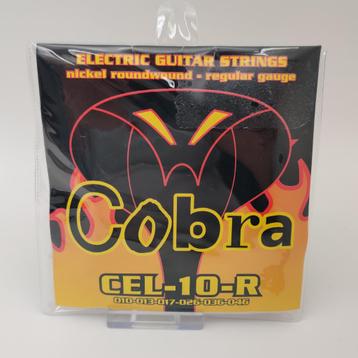 ELECTRIC GUITAR STRINGS
nickel roundwound - regular gauge
Cobra
CEL-10-R
010-013-017-026-036-046